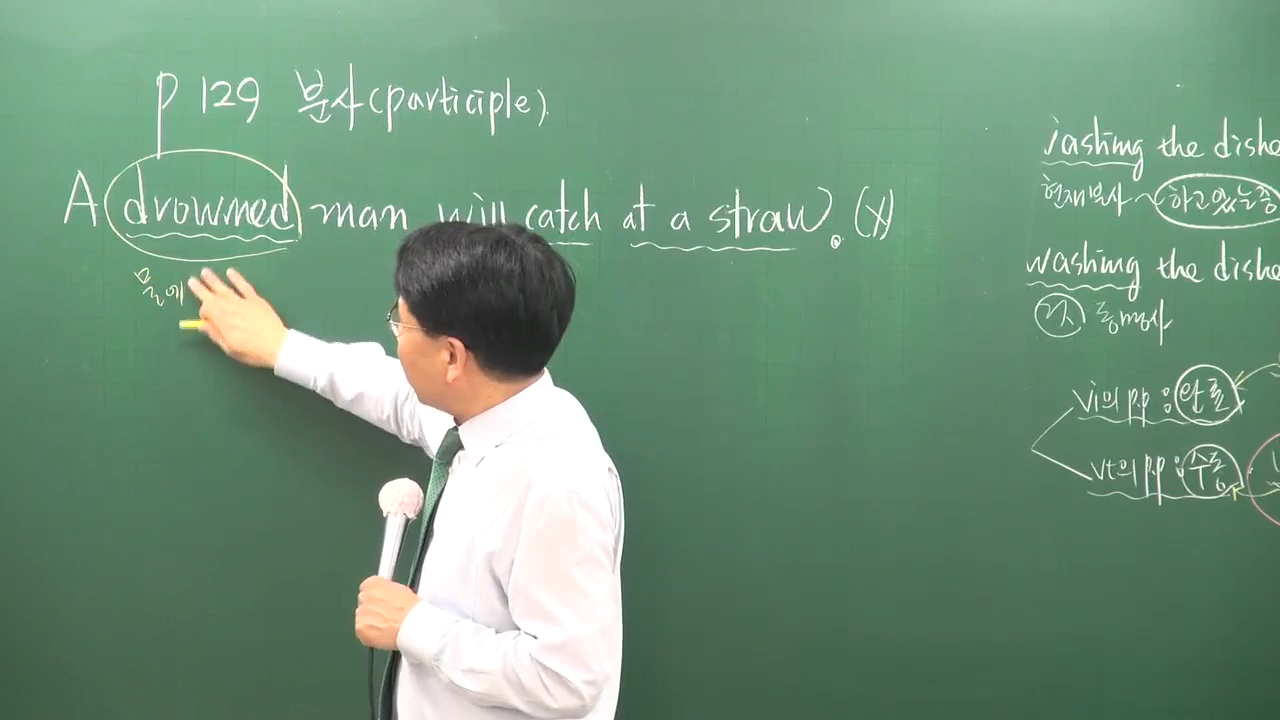 p 129 분사(participle).
A drowned man will catch at a straw. (X)
물에
washing the dishe
현재분사 ~ 하고 있는 중
washing the dishe
동명사
vi의 p.p : 완료
vt의 p.p : 수동